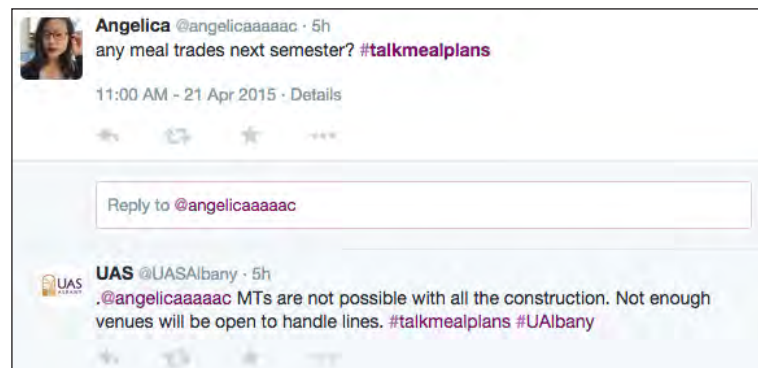 Angelica @angelicaaaaac · 5h
any meal trades next semester? #talkmealplans
11:00 AM - 21 Apr 2015 · Details
Reply to @angelicaaaaac
UAS
ALBANY
UAS @UASAlbany · 5h
.@angelicaaaaac MTs are not possible with all the construction. Not enough
venues will be open to handle lines. #talkmealplans #UAlbany